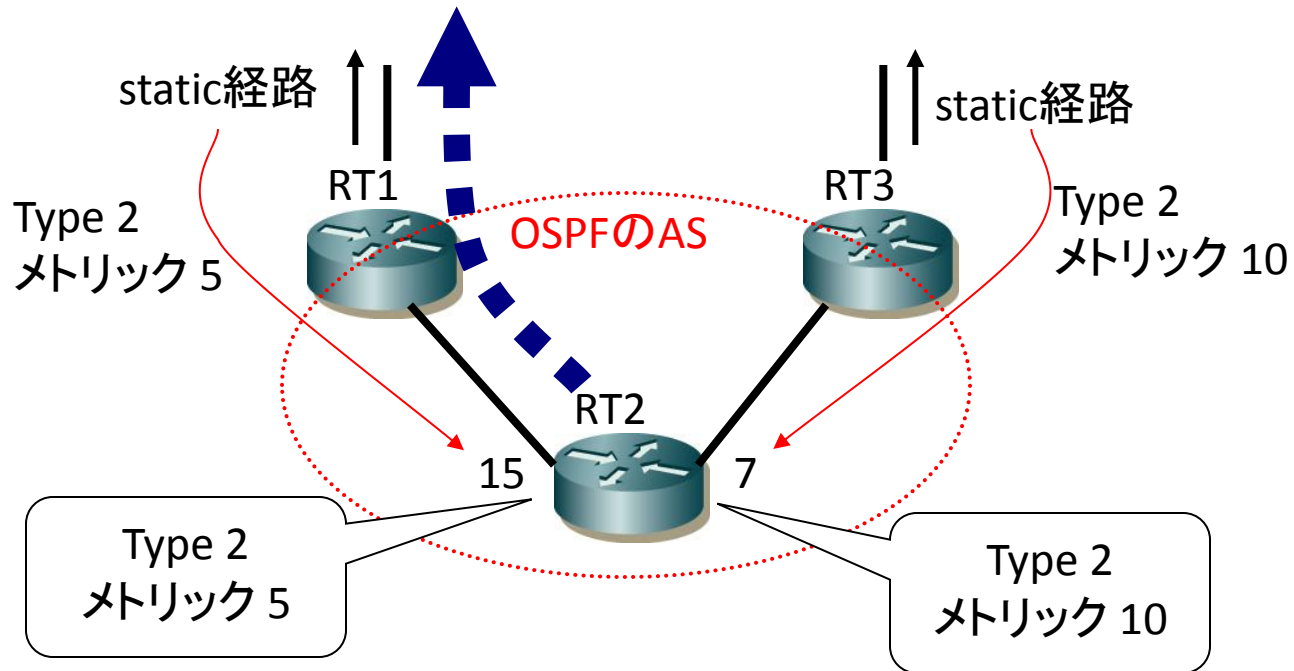 static経路
static経路
RT1
RT3
Type 2
メトリック 5
OSPFのAS
Type 2
メトリック 10
RT2
15
7
Type 2
メトリック 5
Type 2
メトリック 10